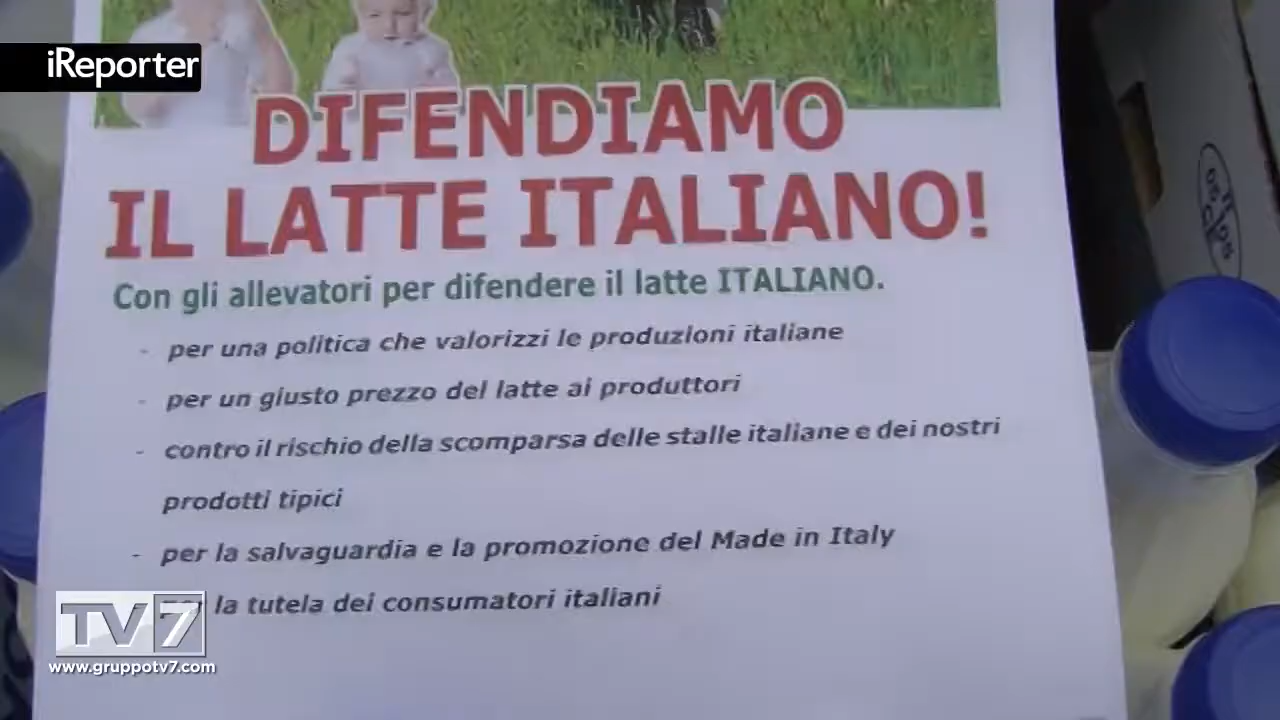 iReporter
DIFENDIAMO
IL LATTE ITALIANO!
Con gli allevatori per difendere il latte ITALIANO.
- per una politica che valorizzi le produzioni italiane
- per un giusto prezzo del latte ai produttori
- contro il rischio della scomparsa delle stalle italiane e dei nostri
prodotti tipici
- per la salvaguardia e la promozione del Made in Italy
per la tutela dei consumatori italiani
TV7
www.gruppotv7.com